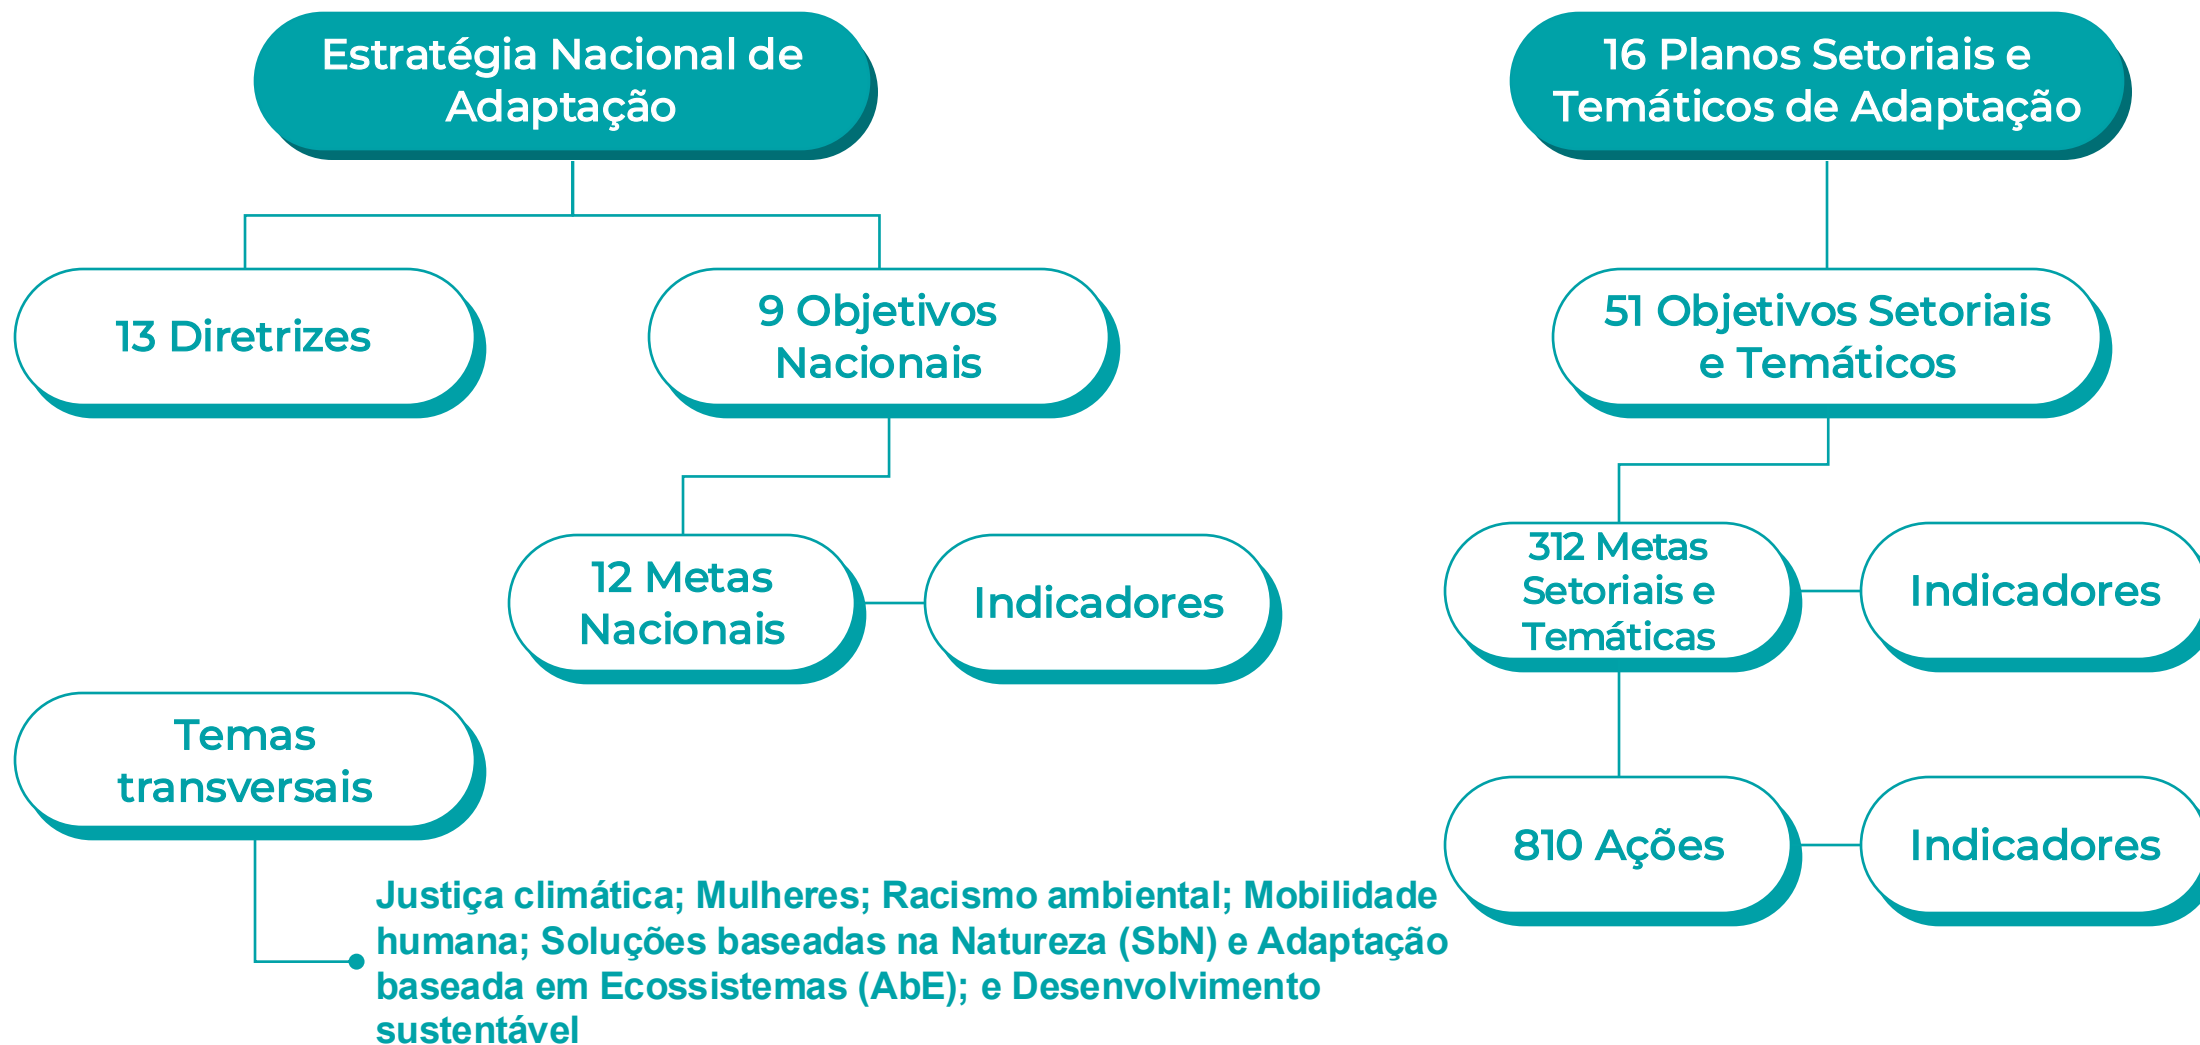 Estratégia Nacional de
Adaptação
13 Diretrizes
9 Objetivos
Nacionais
12 Metas
Nacionais
Indicadores
Temas
transversais
Justiça climática; Mulheres; Racismo ambiental; Mobilidade
humana; Soluções baseadas na Natureza (SbN) e Adaptação
baseada em Ecossistemas (AbE); e Desenvolvimento
sustentável
16 Planos Setoriais e
Temáticos de Adaptação
51 Objetivos Setoriais
e Temáticos
312 Metas
Setoriais e
Temáticas
Indicadores
810 Ações
Indicadores